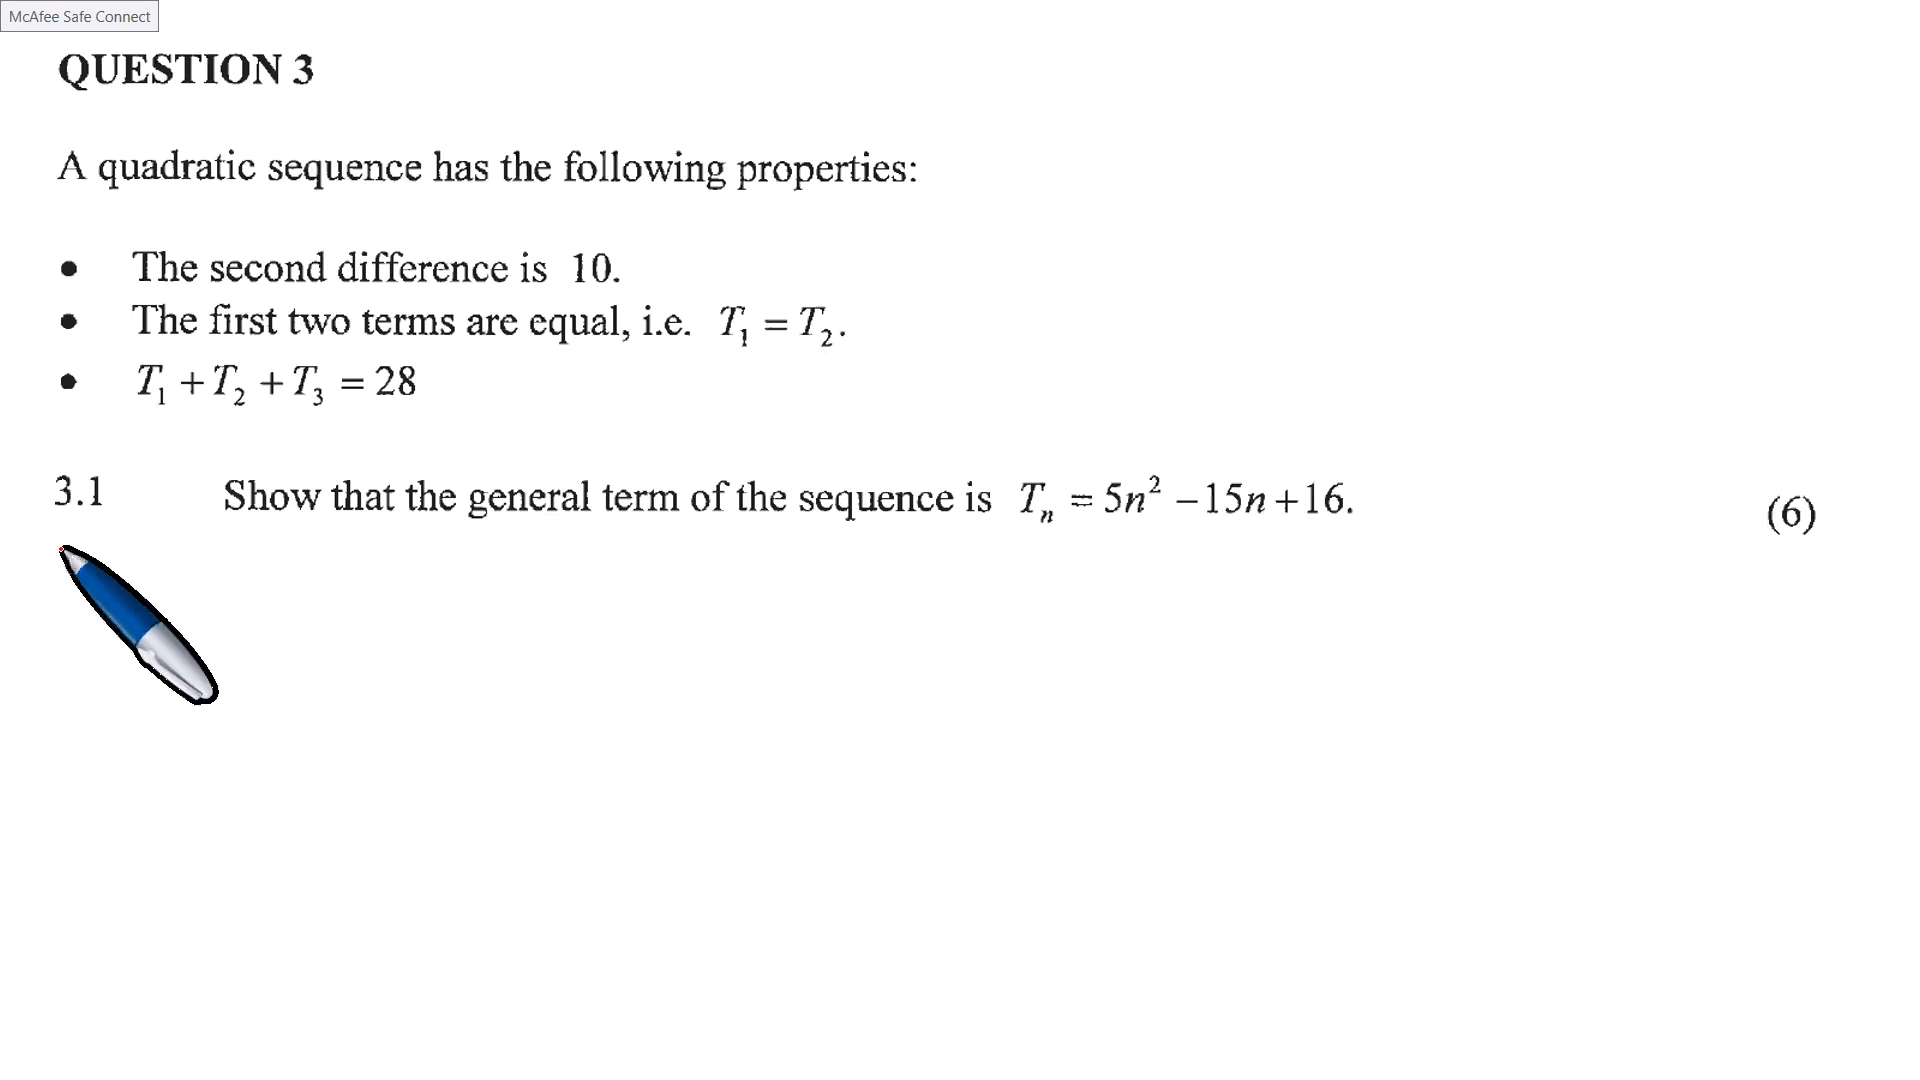 McAfee Safe Connect
QUESTION 3
A quadratic sequence has the following properties:
• The second difference is 10.
• The first two terms are equal, i.e. T₁ = T₂.
• T₁ + T₂ + T₃ = 28
3.1 Show that the general term of the sequence is Tₙ = 5n² − 15n + 16. (6)